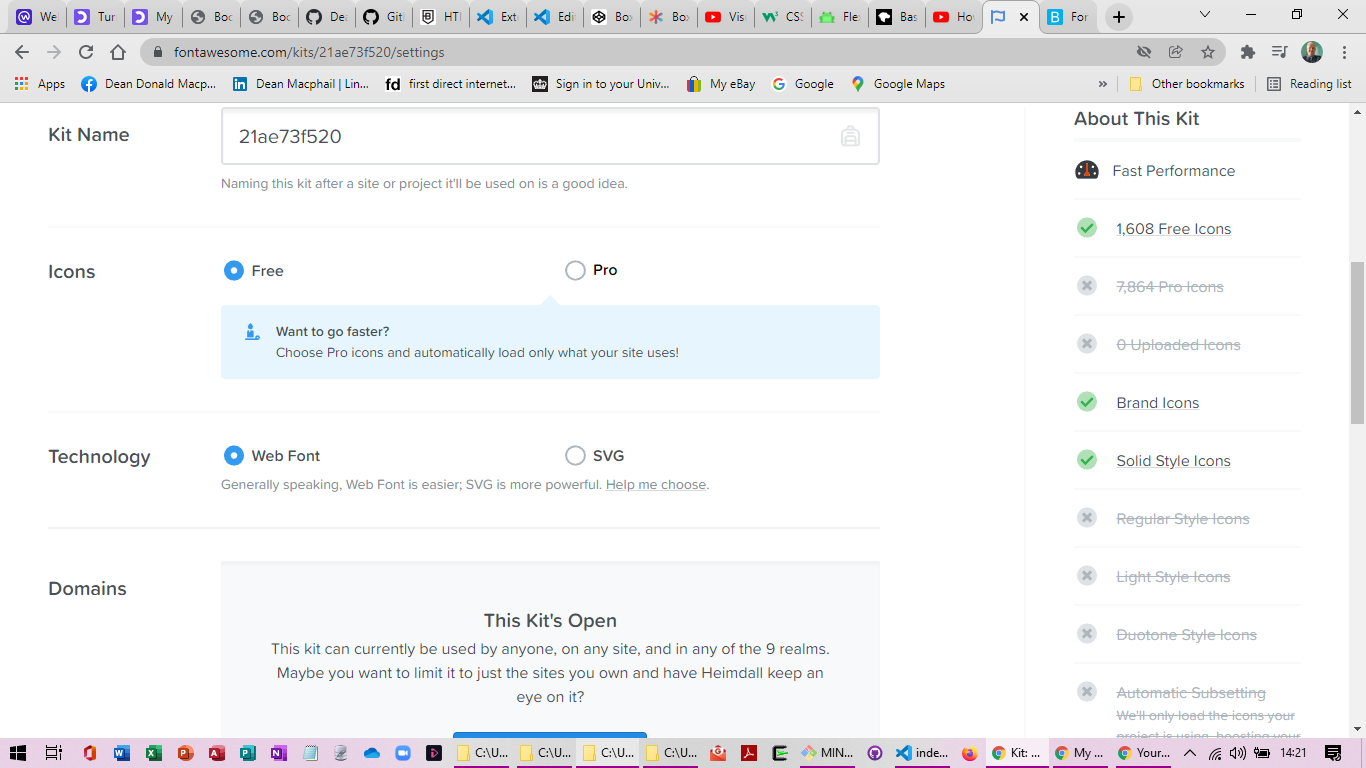 We
Tur
My
Boc
Boc
De
Git
HTI
Ext
Edi
Bo
Bo
Vis
CSS
Fle
Bas
Ho
For
fontawesome.com/kits/21ae73f520/settings
Apps
Dean Donald Macp...
Dean Macphail | Lin...
fd first direct internet...
Sign in to your Univ...
My eBay
Google
Google Maps
»
Other bookmarks
Reading list
Kit Name
21ae73f520
Naming this kit after a site or project it'll be used on is a good idea.
Icons
Free
Pro
Want to go faster?
Choose Pro icons and automatically load only what your site uses!
Technology
Web Font
SVG
Generally speaking, Web Font is easier; SVG is more powerful. Help me choose.
Domains
This Kit's Open
This kit can currently be used by anyone, on any site, and in any of the 9 realms.
Maybe you want to limit it to just the sites you own and have Heimdall keep an
eye on it?
About This Kit
Fast Performance
1,608 Free Icons
7,864 Pro Icons
0 Uploaded Icons
Brand Icons
Solid Style Icons
Regular Style Icons
Light Style Icons
Duotone Style Icons
Automatic Subsetting
We'll only load the icons your
project is using, boosting your
C:\U...
C:\U...
C:\U...
C:\U...
MIN...
inde...
Kit: ...
My ...
Your...
14:21